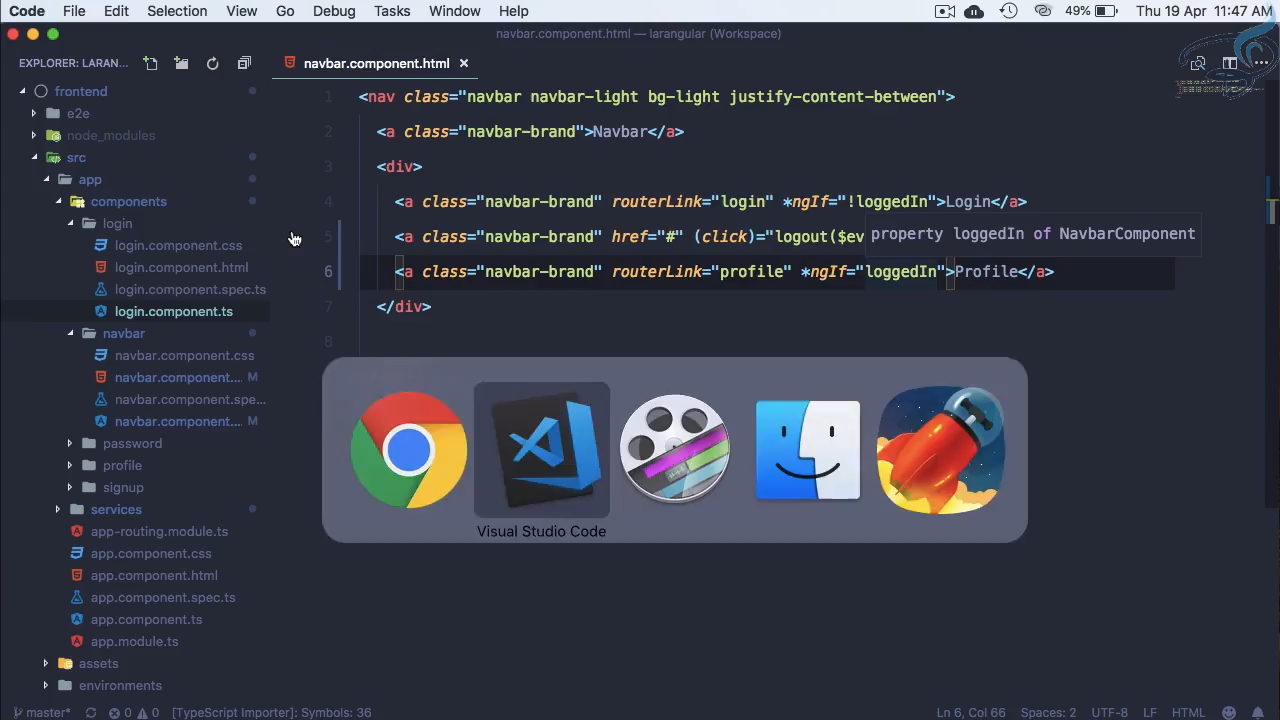 Code File Edit Selection View Go Debug Tasks Window Help 49% Thu 19 Apr 11:47 AM
navbar.component.html — larangular (Workspace)
EXPLORER: LARAN...
navbar.component.html ×
frontend
e2e
node_modules
src
app
components
login
login.component.css
login.component.html
login.component.spec.ts
login.component.ts
navbar
navbar.component.css
navbar.component.... M
navbar.component.spe...
navbar.component.... M
password
profile
signup
services
app-routing.module.ts
app.component.css
app.component.html
app.component.spec.ts
app.component.ts
app.module.ts
assets
environments
1 <nav class="navbar navbar-light bg-light justify-content-between">
2 <a class="navbar-brand">Navbar</a>
3 <div>
4 <a class="navbar-brand" routerLink="login" *ngIf="!loggedIn">Login</a>
5 <a class="navbar-brand" href="#" (click)="logout($ev
property loggedIn of NavbarComponent
6 <a class="navbar-brand" routerLink="profile" *ngIf="loggedIn">Profile</a>
7 </div>
8
Visual Studio Code
master* 0 0 [TypeScript Importer]: Symbols: 36 Ln 6, Col 66 Spaces: 2 UTF-8 LF HTML